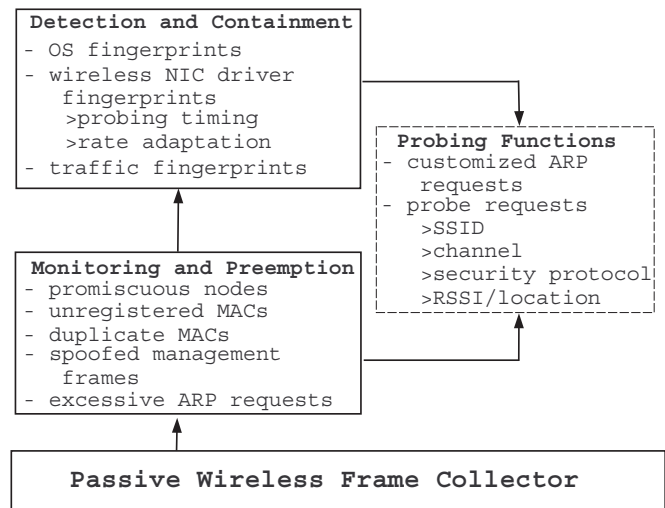 Detection and Containment
- OS fingerprints
- wireless NIC driver
fingerprints
>probing timing
>rate adaptation
- traffic fingerprints
Probing Functions
- customized ARP
requests
- probe requests
>SSID
>channel
>security protocol
>RSSI/location
Monitoring and Preemption
- promiscuous nodes
- unregistered MACs
- duplicate MACs
- spoofed management
frames
- excessive ARP requests
Passive Wireless Frame Collector